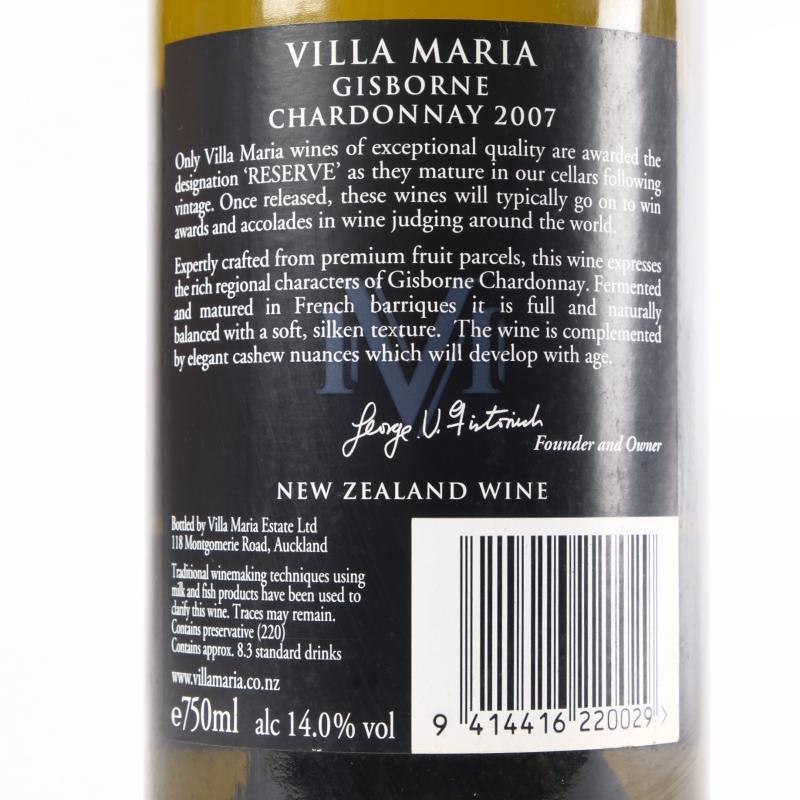 VILLA MARIA
GISBORNE
CHARDONNAY 2007
Only Villa Maria wines of exceptional quality are awarded the
designation ‘RESERVE’ as they mature in our cellars following
vintage. Once released, these wines will typically go on to win
awards and accolades in wine judging around the world.
Expertly crafted from premium fruit parcels, this wine expresses
the rich regional characters of Gisborne Chardonnay. Fermented
and matured in French barriques it is full and naturally
balanced with a soft, silken texture. The wine is complemented
by elegant cashew nuances which will develop with age.
VM
George V. Fistonich
Founder and Owner
NEW ZEALAND WINE
Bottled by Villa Maria Estate Ltd
118 Montgomerie Road, Auckland
Traditional winemaking techniques using
milk and fish products have been used to
clarify this wine. Traces may remain.
Contains preservative (220)
Contains approx. 8.3 standard drinks
www.villamaria.co.nz
e750ml alc 14.0% vol
9 414416 220029 >